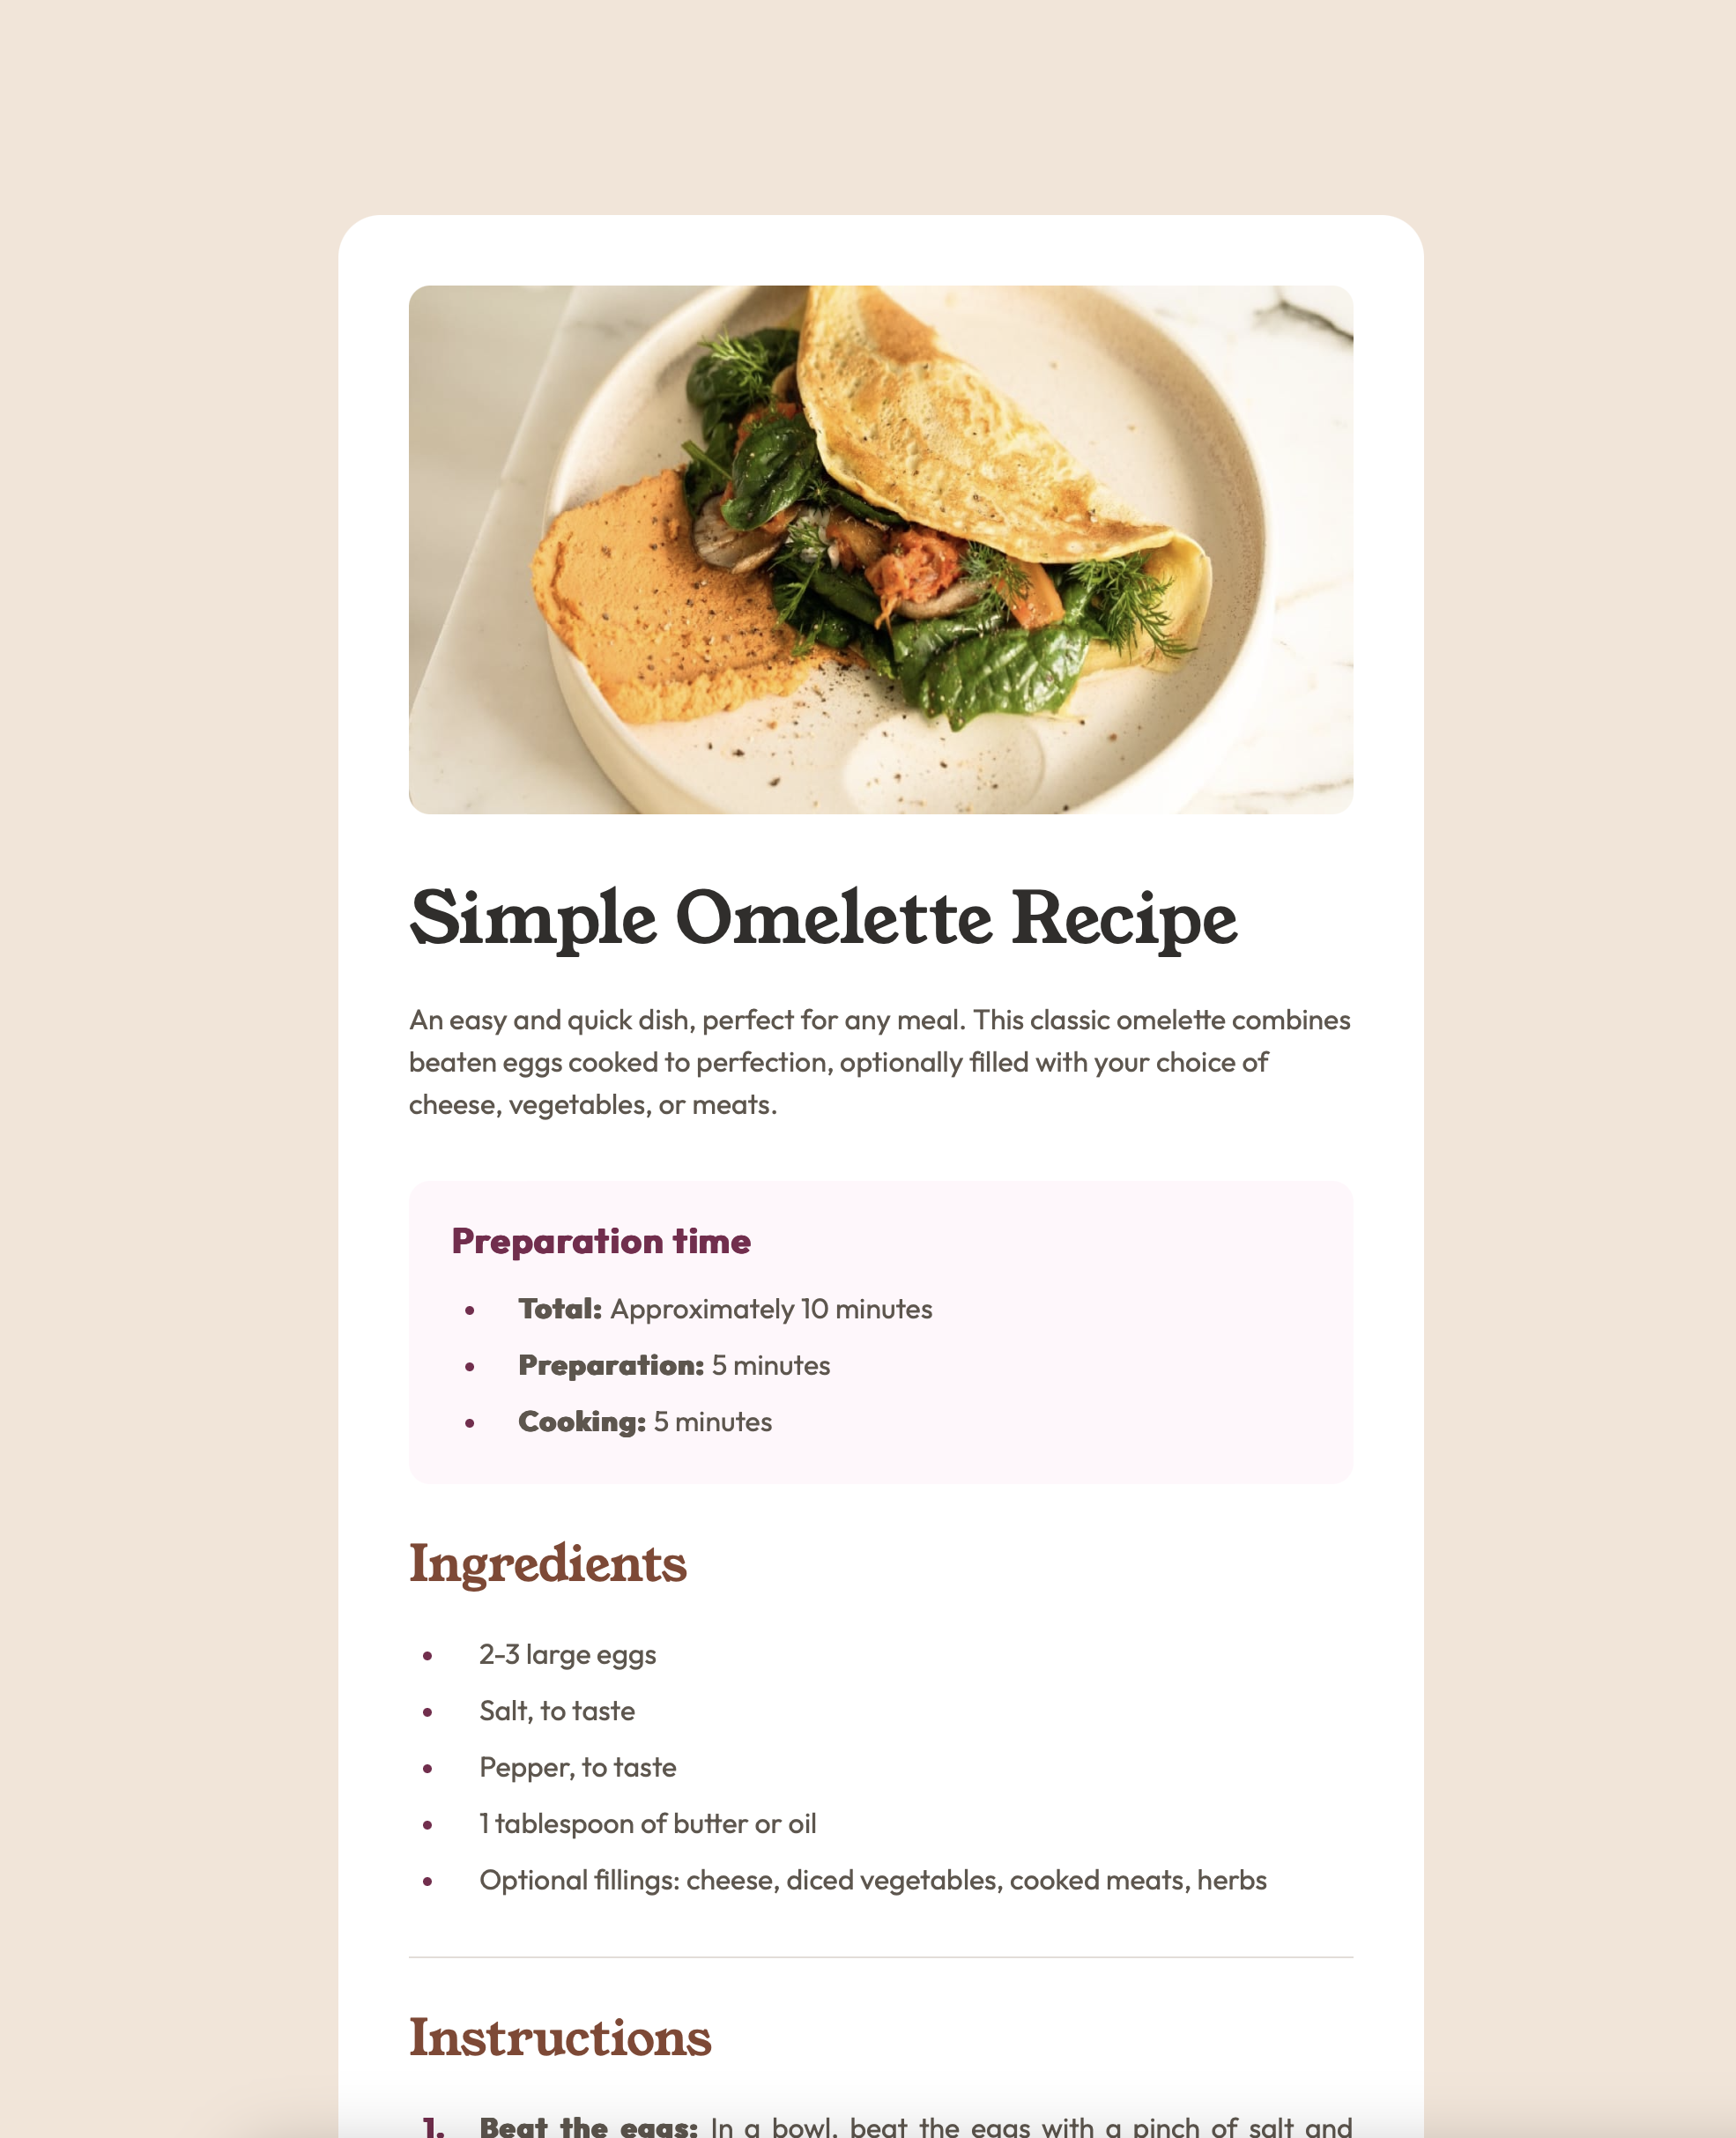 Simple Omelette Recipe
An easy and quick dish, perfect for any meal. This classic omelette combines
beaten eggs cooked to perfection, optionally filled with your choice of
cheese, vegetables, or meats.
Preparation time
• Total: Approximately 10 minutes
• Preparation: 5 minutes
• Cooking: 5 minutes
Ingredients
• 2-3 large eggs
• Salt, to taste
• Pepper, to taste
• 1 tablespoon of butter or oil
• Optional fillings: cheese, diced vegetables, cooked meats, herbs
Instructions
1. Beat the eggs: In a bowl, beat the eggs with a pinch of salt and